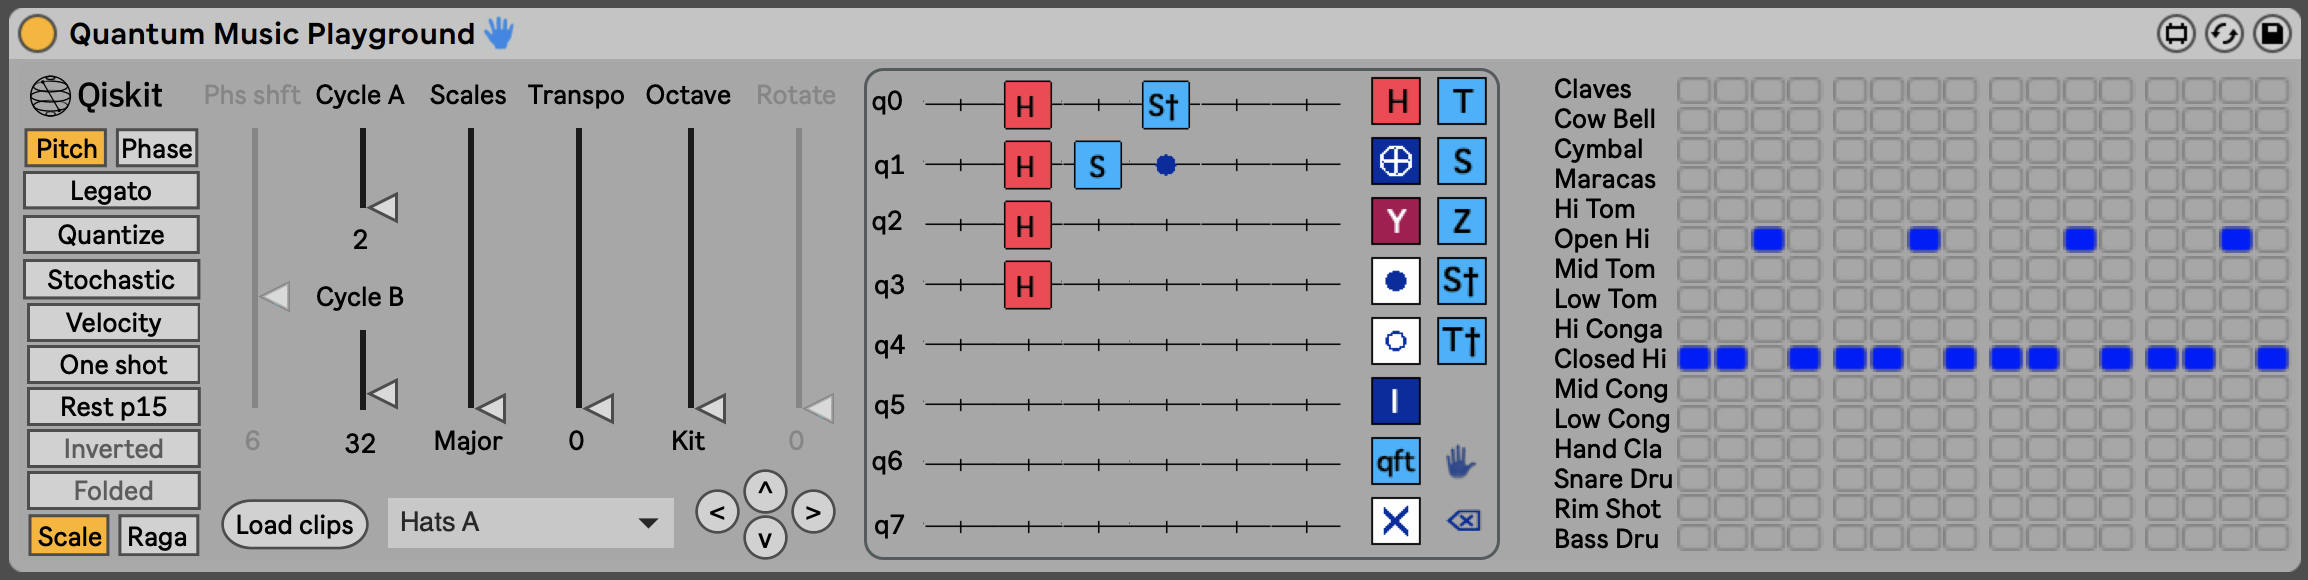 Quantum Music Playground
Qiskit
Phs shft Cycle A Scales Transpo Octave Rotate
Pitch Phase
Legato
Quantize
Stochastic
Velocity
One shot
Rest p15
Inverted
Folded
Scale Raga
2
Cycle B
6 32 Major 0 Kit 0
Load clips Hats A < ^ v >
q0 H S†
q1 H S
q2 H
q3 H
q4
q5
q6
q7
H T
S
Y Z
S†
T†
I
qft
Claves
Cow Bell
Cymbal
Maracas
Hi Tom
Open Hi
Mid Tom
Low Tom
Hi Conga
Closed Hi
Mid Cong
Low Cong
Hand Cla
Snare Dru
Rim Shot
Bass Dru